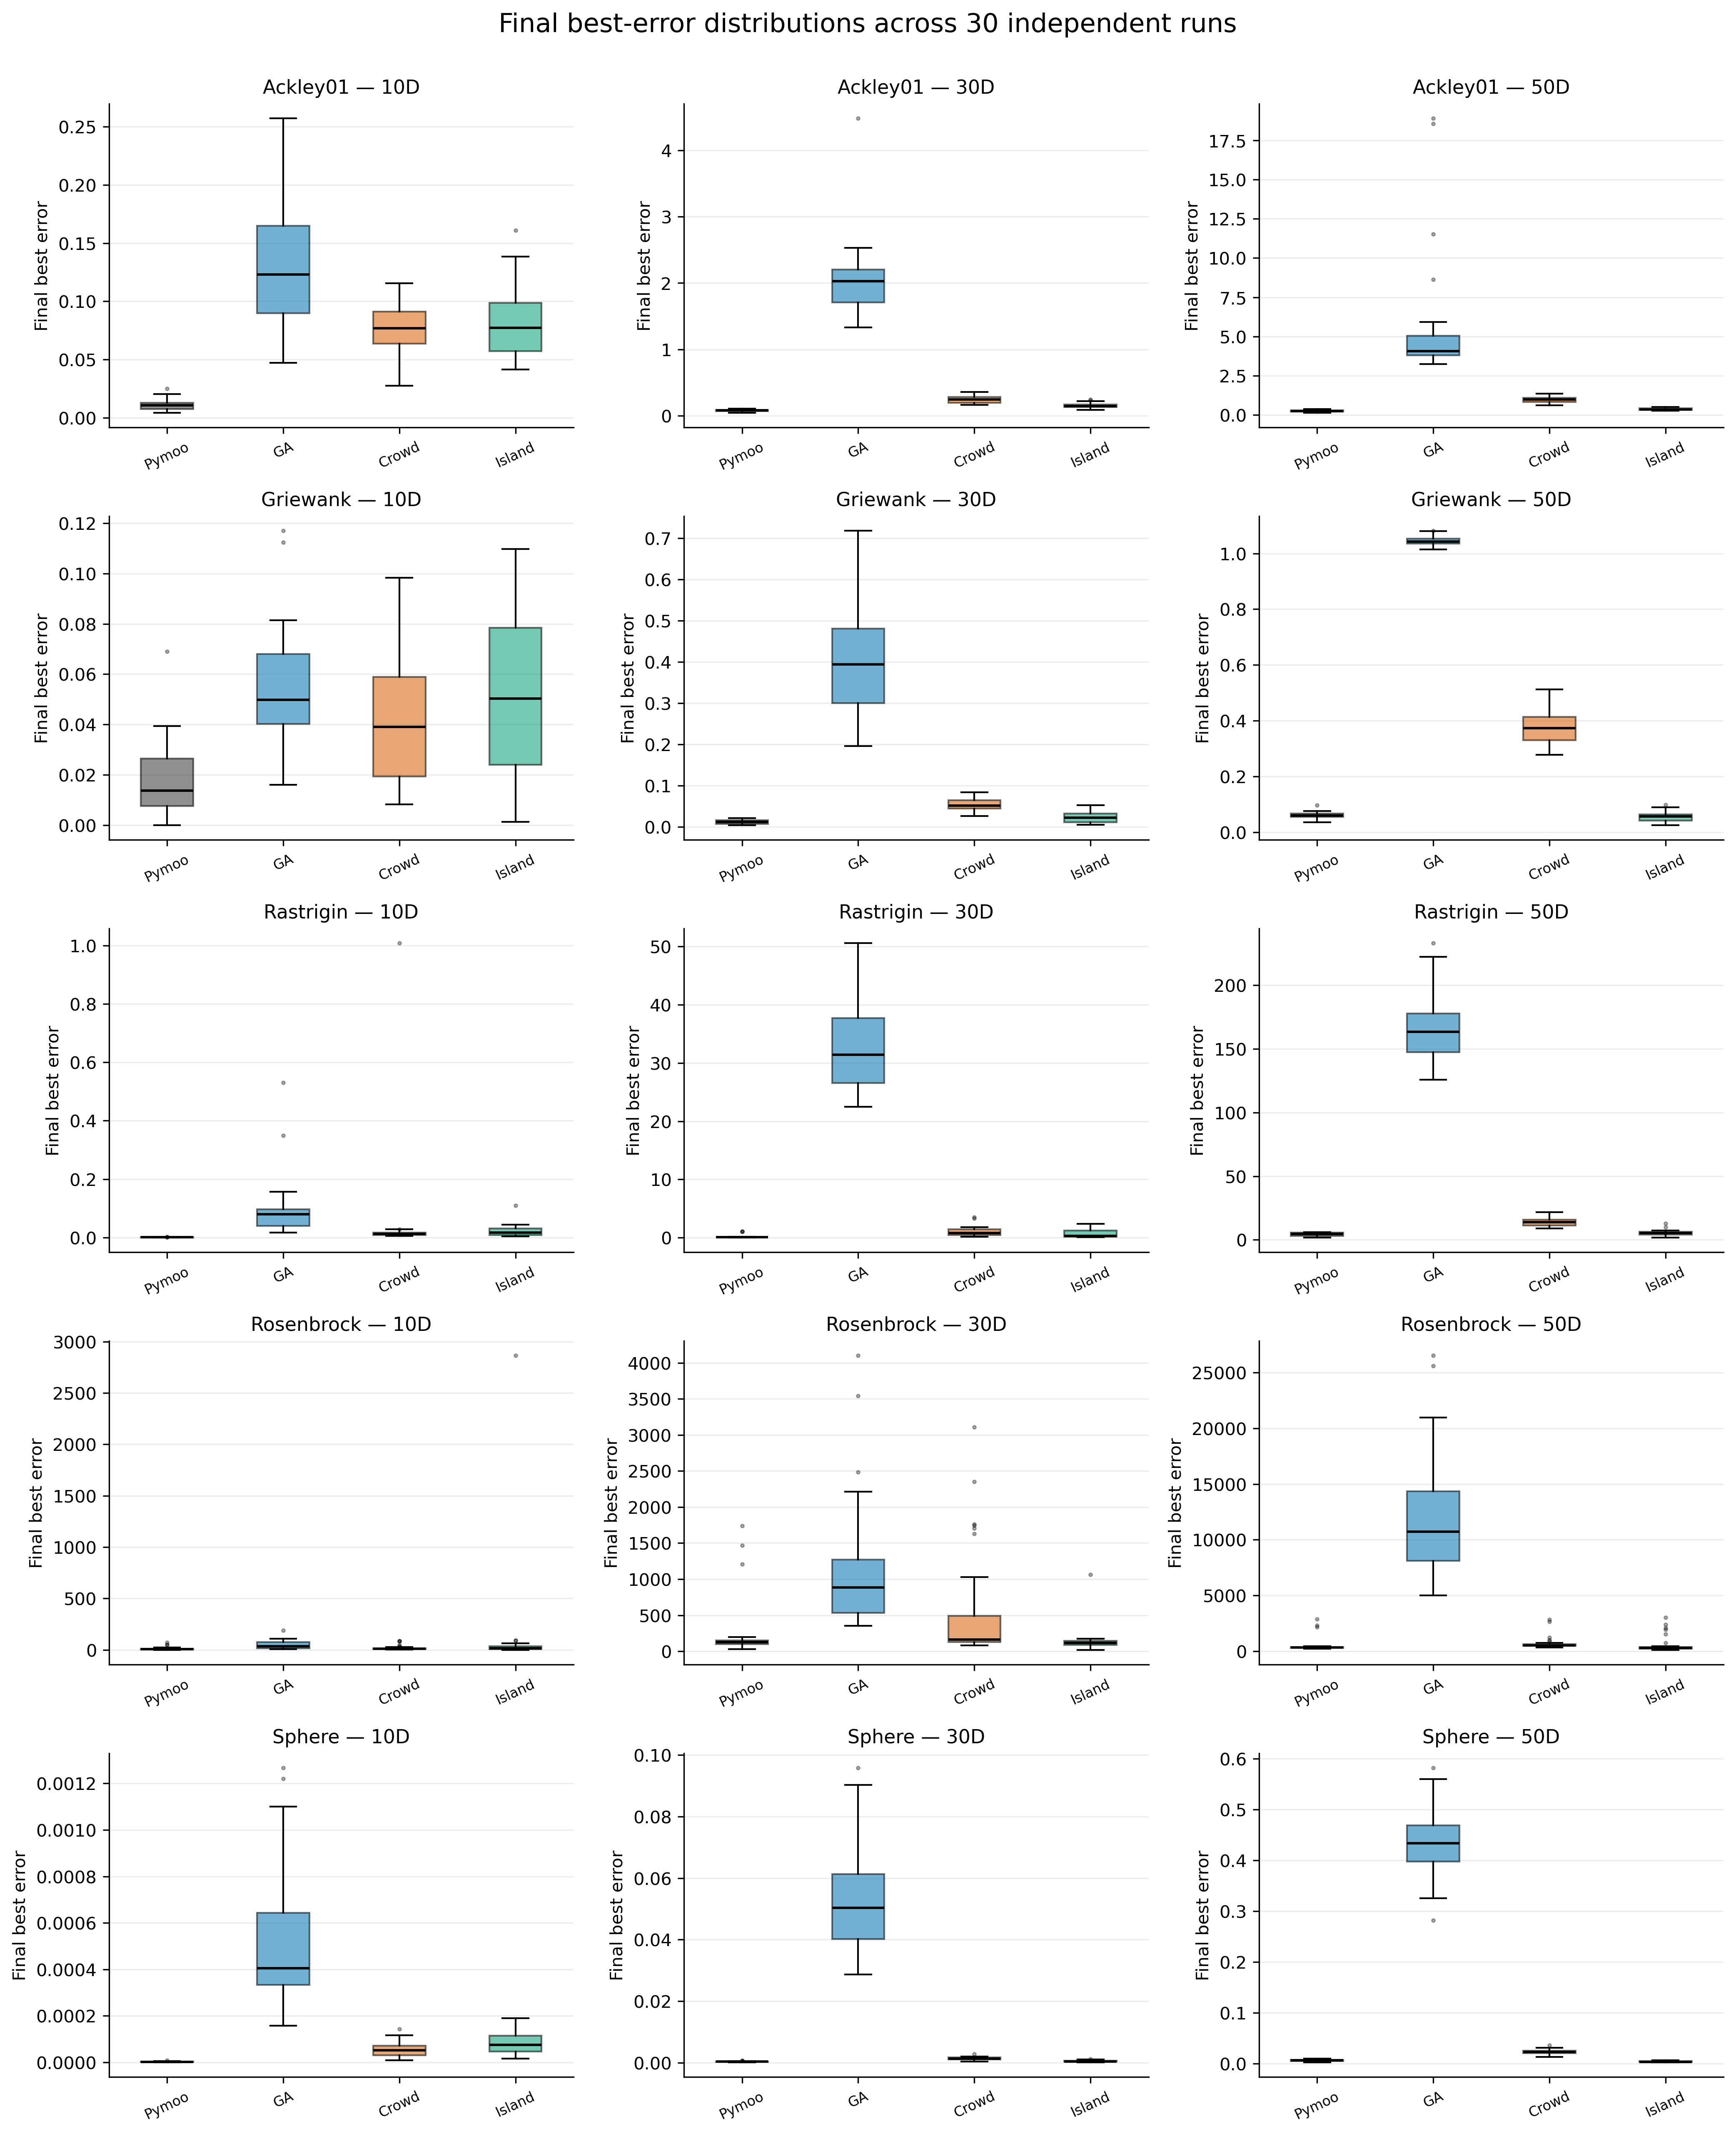 Final best-error distributions across 30 independent runs
Ackley01 — 10D
Final best error
0.25
0.20
0.15
0.10
0.05
0.00
Pymoo
GA
Crowd
Island
Ackley01 — 30D
Final best error
4
3
2
1
0
Pymoo
GA
Crowd
Island
Ackley01 — 50D
Final best error
17.5
15.0
12.5
10.0
7.5
5.0
2.5
0.0
Pymoo
GA
Crowd
Island
Griewank — 10D
Final best error
0.12
0.10
0.08
0.06
0.04
0.02
0.00
Pymoo
GA
Crowd
Island
Griewank — 30D
Final best error
0.7
0.6
0.5
0.4
0.3
0.2
0.1
0.0
Pymoo
GA
Crowd
Island
Griewank — 50D
Final best error
1.0
0.8
0.6
0.4
0.2
0.0
Pymoo
GA
Crowd
Island
Rastrigin — 10D
Final best error
1.0
0.8
0.6
0.4
0.2
0.0
Pymoo
GA
Crowd
Island
Rastrigin — 30D
Final best error
50
40
30
20
10
0
Pymoo
GA
Crowd
Island
Rastrigin — 50D
Final best error
200
150
100
50
0
Pymoo
GA
Crowd
Island
Rosenbrock — 10D
Final best error
3000
2500
2000
1500
1000
500
0
Pymoo
GA
Crowd
Island
Rosenbrock — 30D
Final best error
4000
3500
3000
2500
2000
1500
1000
500
0
Pymoo
GA
Crowd
Island
Rosenbrock — 50D
Final best error
25000
20000
15000
10000
5000
0
Pymoo
GA
Crowd
Island
Sphere — 10D
Final best error
0.0012
0.0010
0.0008
0.0006
0.0004
0.0002
0.0000
Pymoo
GA
Crowd
Island
Sphere — 30D
Final best error
0.10
0.08
0.06
0.04
0.02
0.00
Pymoo
GA
Crowd
Island
Sphere — 50D
Final best error
0.6
0.5
0.4
0.3
0.2
0.1
0.0
Pymoo
GA
Crowd
Island